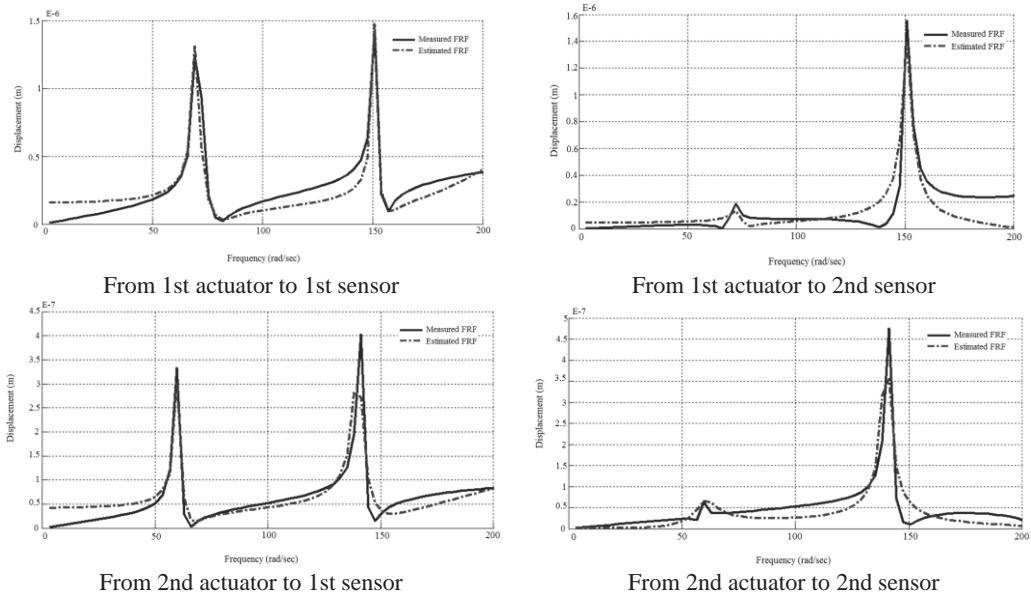 E-6
1.5
1
0.5
0
0 50 100 150 200
Displacement (m)
Frequency (rad/sec)
Measured FRF
Estimated FRF
From 1st actuator to 1st sensor
E-6
1.6
1.4
1.2
1
0.8
0.6
0.4
0.2
0
0 50 100 150 200
Displacement (m)
Frequency (rad/sec)
Measured FRF
Estimated FRF
From 1st actuator to 2nd sensor
E-7
4.5
4
3.5
3
2.5
2
1.5
1
0.5
0
0 50 100 150 200
Displacement (m)
Frequency (rad/sec)
Measured FRF
Estimated FRF
From 2nd actuator to 1st sensor
E-7
5
4.5
4
3.5
3
2.5
2
1.5
1
0.5
0
0 50 100 150 200
Displacement (m)
Frequency (rad/sec)
Measured FRF
Estimated FRF
From 2nd actuator to 2nd sensor